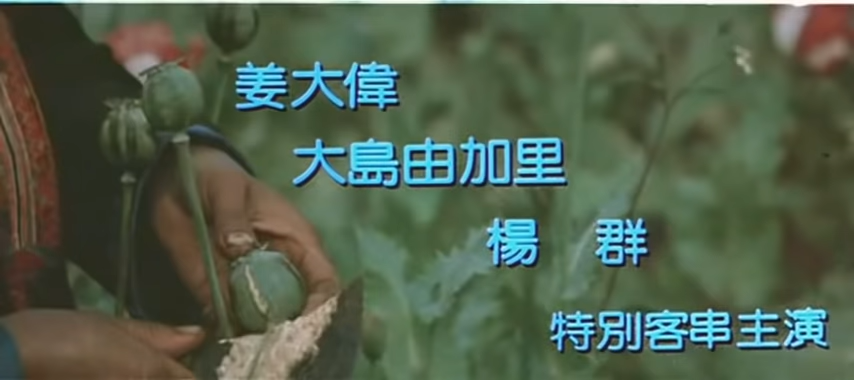 姜大偉
大島由加里
楊 群
特別客串主演